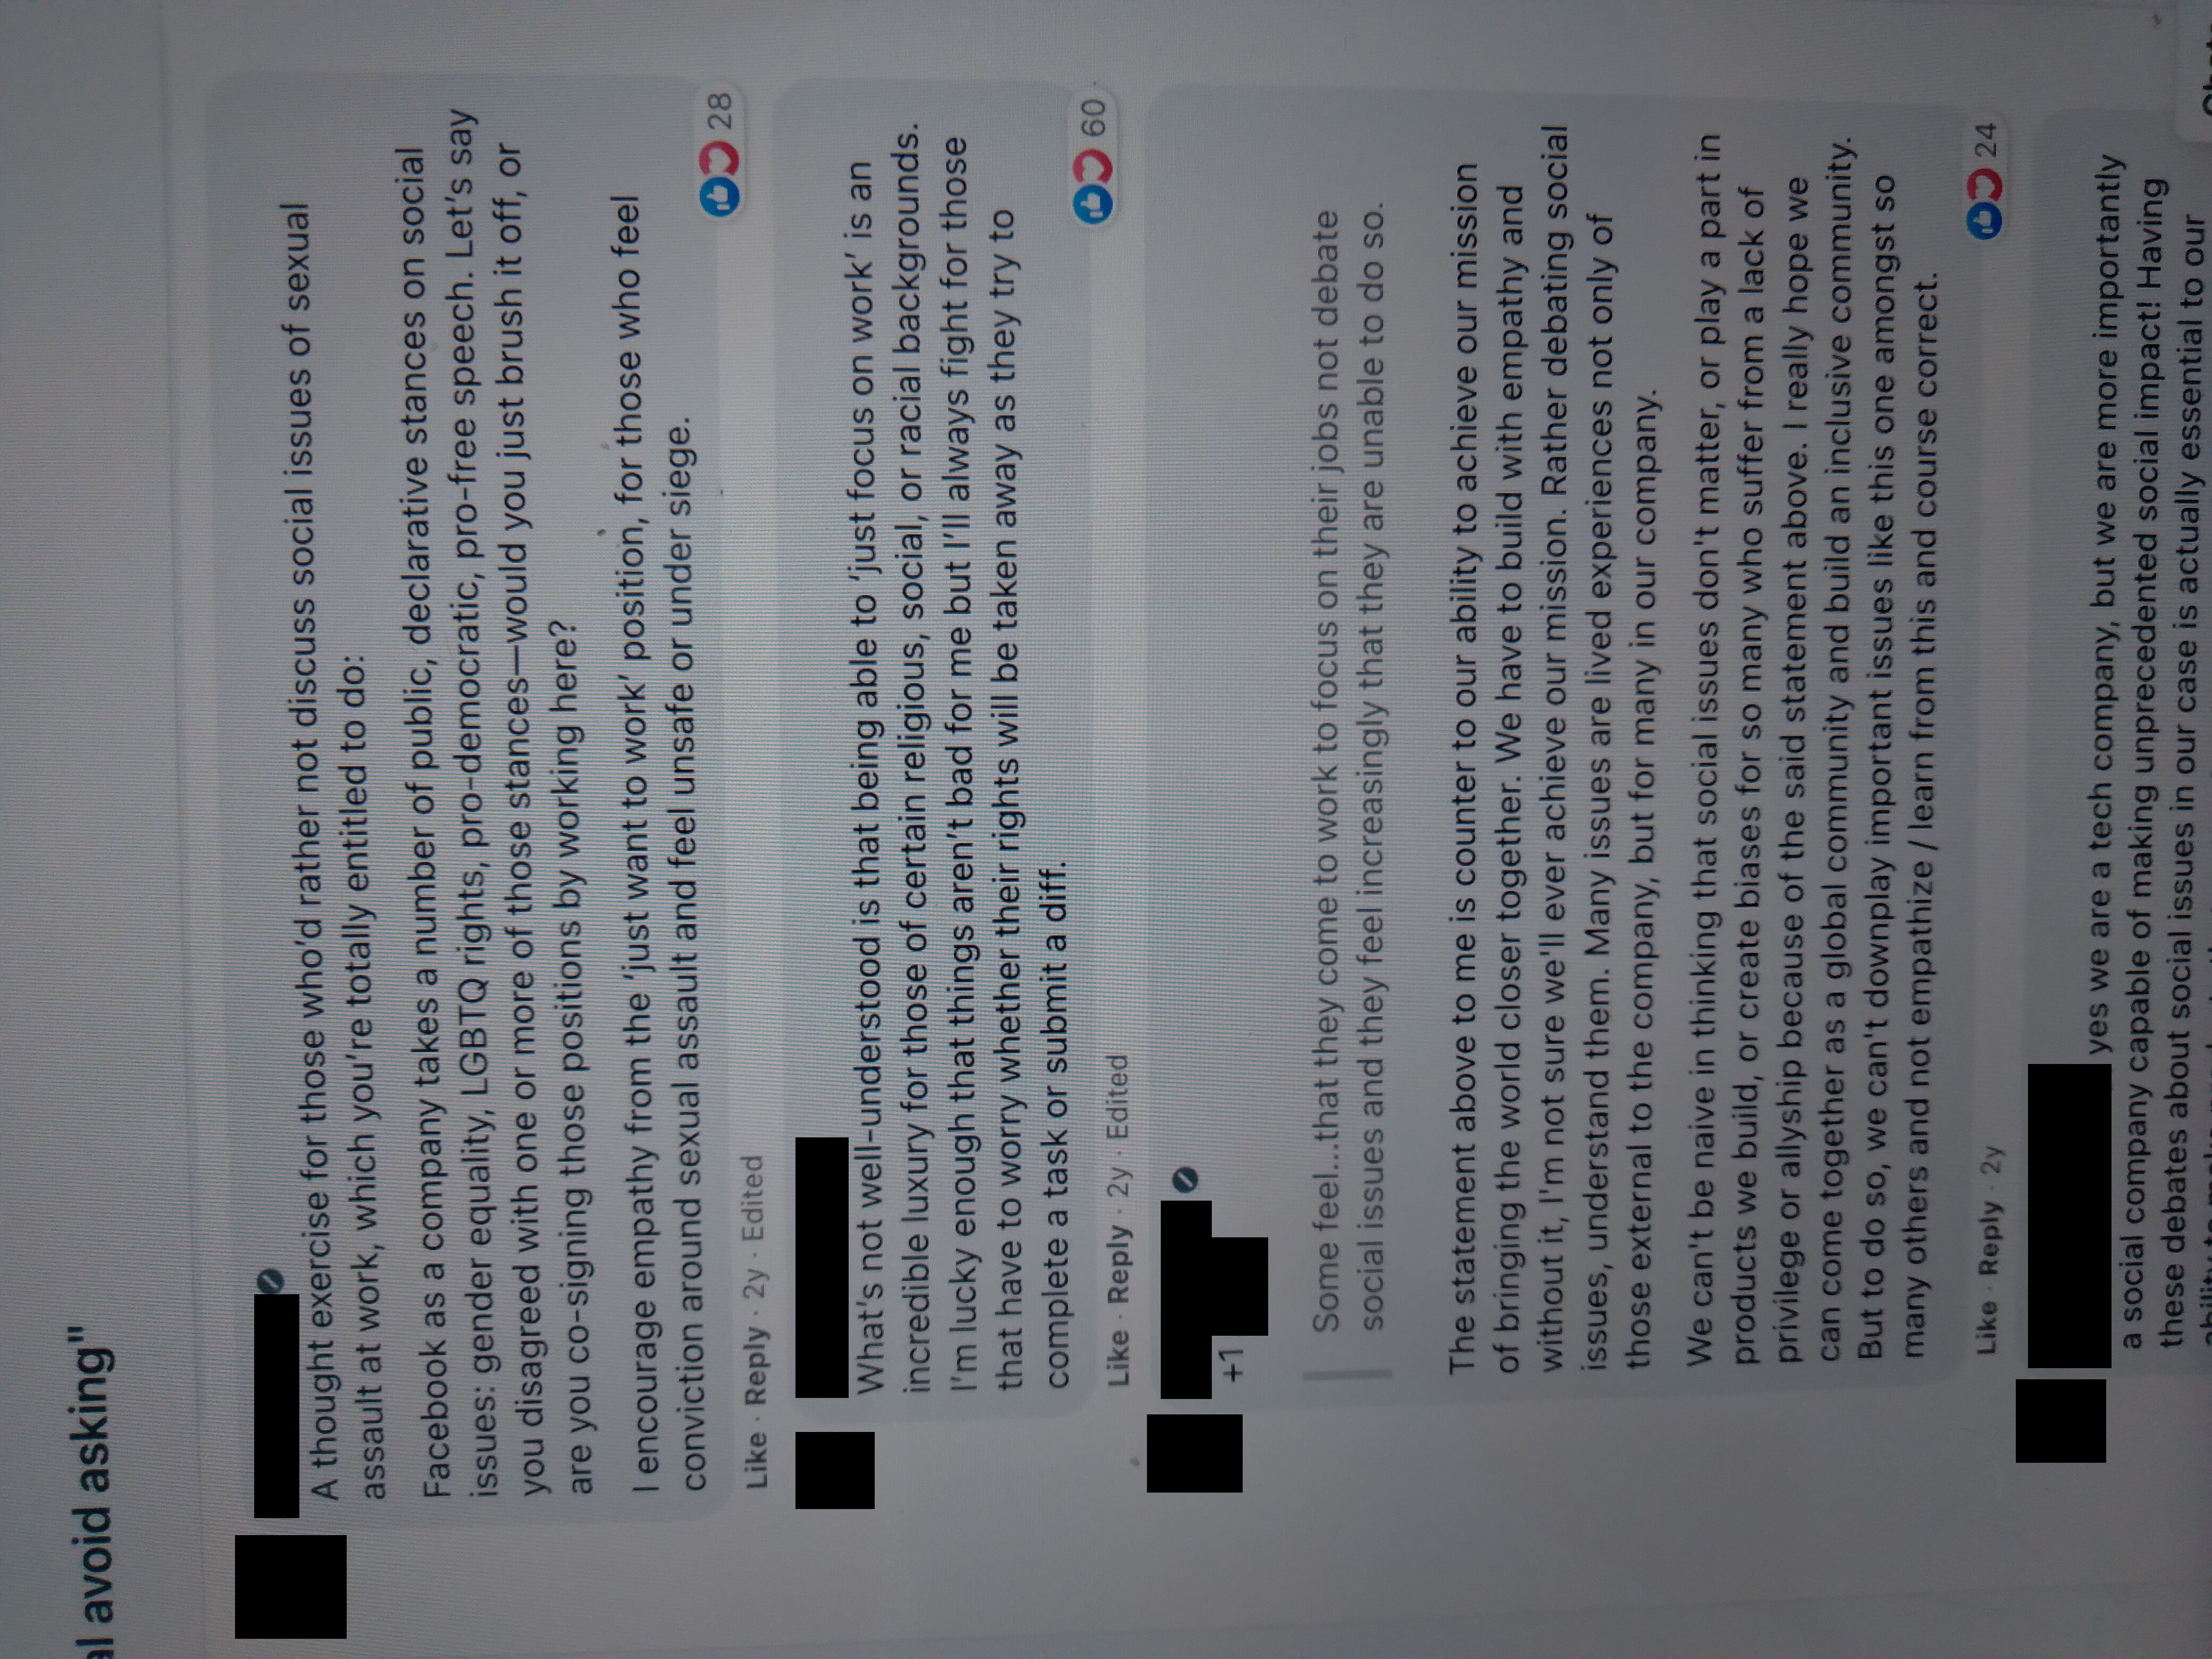 al avoid asking"
A thought exercise for those who'd rather not discuss social issues of sexual
assault at work, which you're totally entitled to do:
Facebook as a company takes a number of public, declarative stances on social
issues: gender equality, LGBTQ rights, pro-democratic, pro-free speech. Let's say
you disagreed with one or more of those stances—would you just brush it off, or
are you co-signing those positions by working here?
I encourage empathy from the 'just want to work' position, for those who feel
conviction around sexual assault and feel unsafe or under siege.
28
Like · Reply · 2y · Edited
What's not well-understood is that being able to 'just focus on work' is an
incredible luxury for those of certain religious, social, or racial backgrounds.
I'm lucky enough that things aren't bad for me but I'll always fight for those
that have to worry whether their rights will be taken away as they try to
complete a task or submit a diff.
60
Like · Reply · 2y · Edited
+1
Some feel...that they come to work to focus on their jobs not debate
social issues and they feel increasingly that they are unable to do so.
The statement above to me is counter to our ability to achieve our mission
of bringing the world closer together. We have to build with empathy and
without it, I'm not sure we'll ever achieve our mission. Rather debating social
issues, understand them. Many issues are lived experiences not only of
those external to the company, but for many in our company.
We can't be naive in thinking that social issues don't matter, or play a part in
products we build, or create biases for so many who suffer from a lack of
privilege or allyship because of the said statement above. I really hope we
can come together as a global community and build an inclusive community.
But to do so, we can't downplay important issues like this one amongst so
many others and not empathize / learn from this and course correct.
24
Like · Reply · 2y
yes we are a tech company, but we are more importantly
a social company capable of making unprecedented social impact! Having
these debates about social issues in our case is actually essential to our